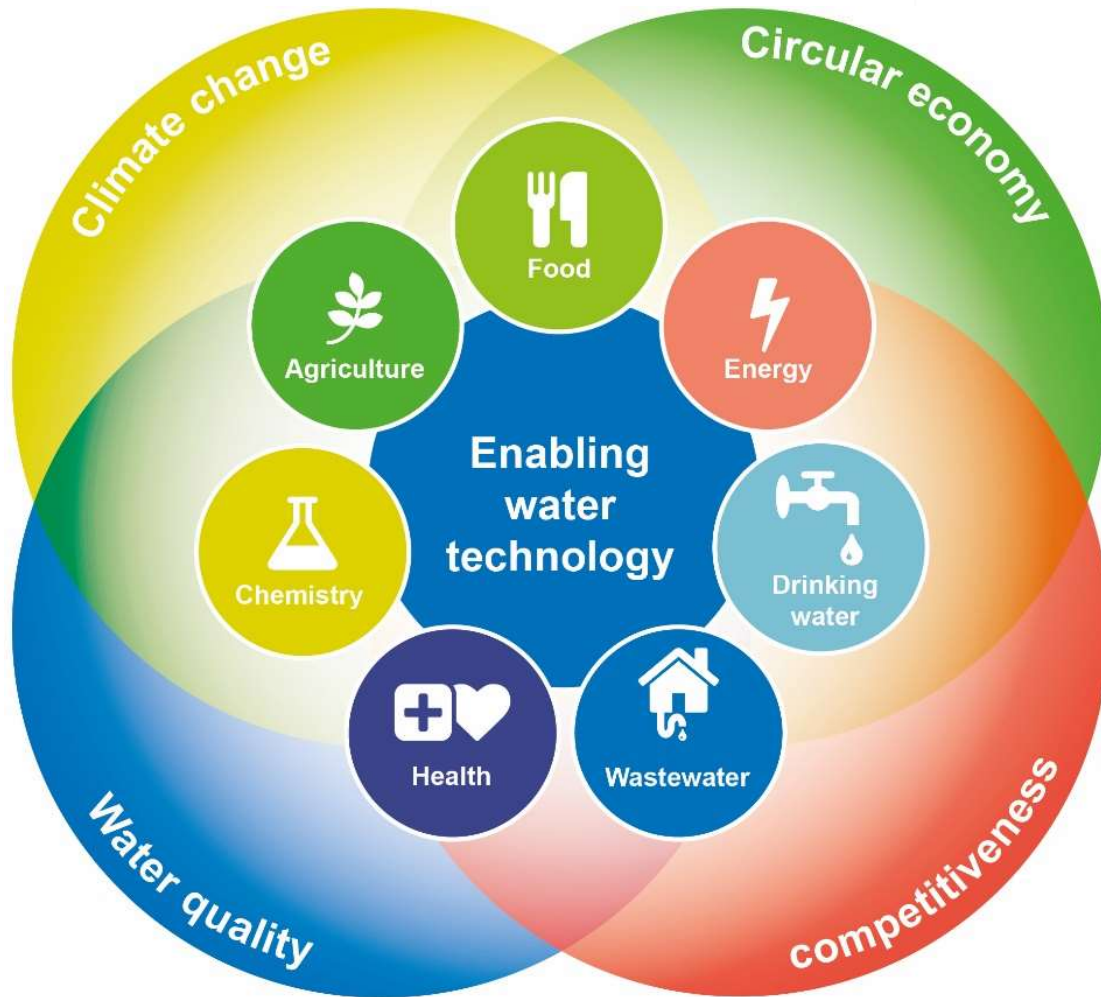 Climate change
Circular economy
Food
Agriculture
Energy
Enabling
water
technology
Chemistry
Drinking
water
Health
Wastewater
Water quality
competitiveness